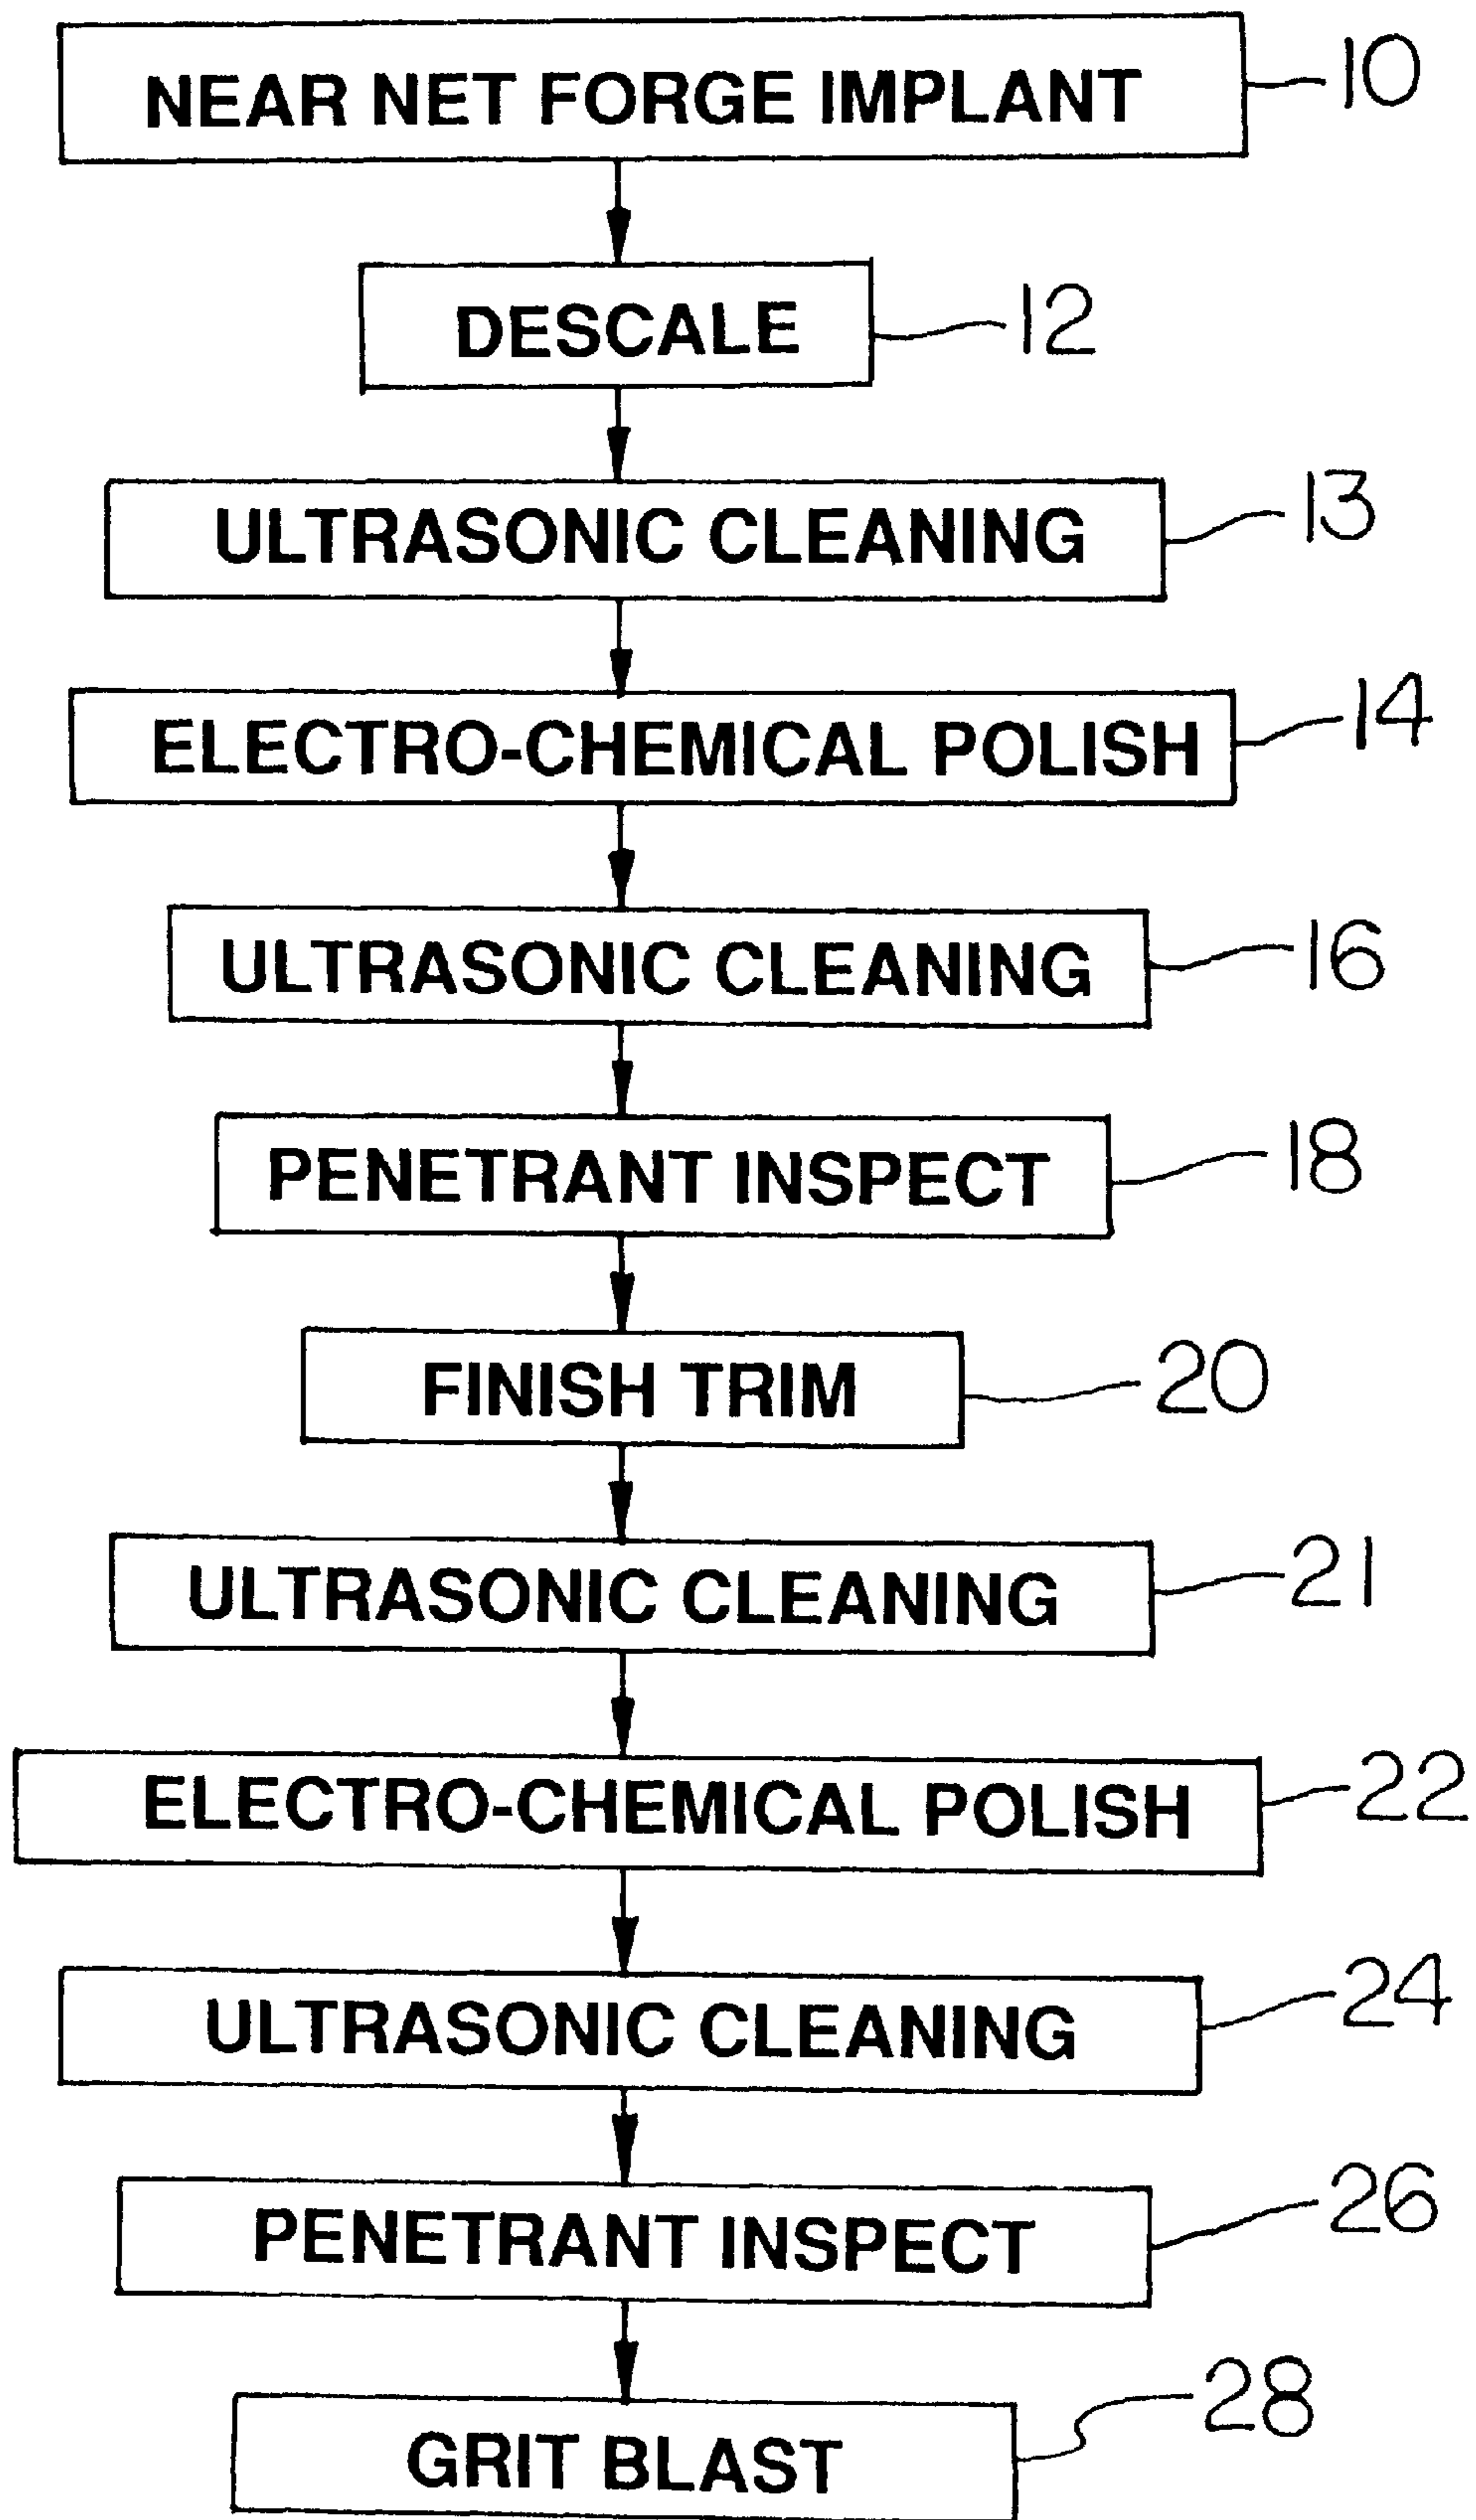 NEAR NET FORGE IMPLANT 10
DESCALE 12
ULTRASONIC CLEANING 13
ELECTRO-CHEMICAL POLISH 14
ULTRASONIC CLEANING 16
PENETRANT INSPECT 18
FINISH TRIM 20
ULTRASONIC CLEANING 21
ELECTRO-CHEMICAL POLISH 22
ULTRASONIC CLEANING 24
PENETRANT INSPECT 26
GRIT BLAST 28